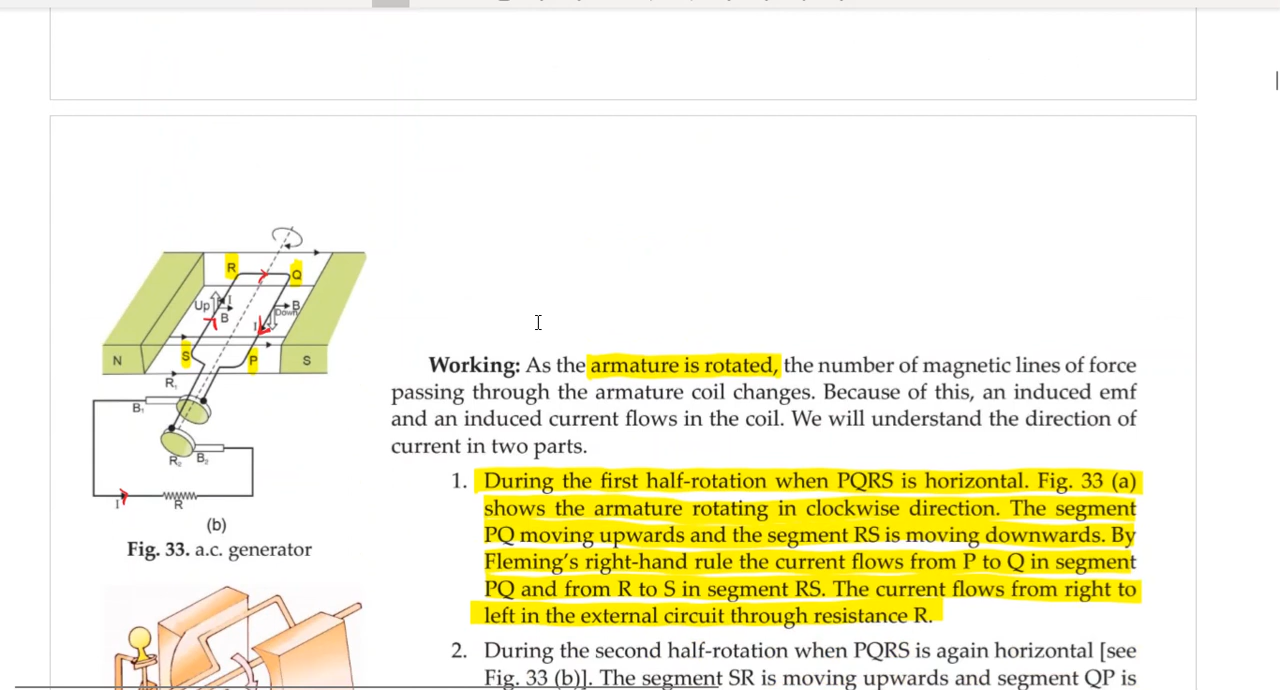 R
Q
Up
I
B
B
Down
I
S
P
N
S
R₁
B₁
R₂
B₂
I
R
(b)
Fig. 33. a.c. generator
Working: As the armature is rotated, the number of magnetic lines of force
passing through the armature coil changes. Because of this, an induced emf
and an induced current flows in the coil. We will understand the direction of
current in two parts.
1. During the first half-rotation when PQRS is horizontal. Fig. 33 (a)
shows the armature rotating in clockwise direction. The segment
PQ moving upwards and the segment RS is moving downwards. By
Fleming's right-hand rule the current flows from P to Q in segment
PQ and from R to S in segment RS. The current flows from right to
left in the external circuit through resistance R.
2. During the second half-rotation when PQRS is again horizontal [see
Fig. 33 (b)]. The segment SR is moving upwards and segment QP is